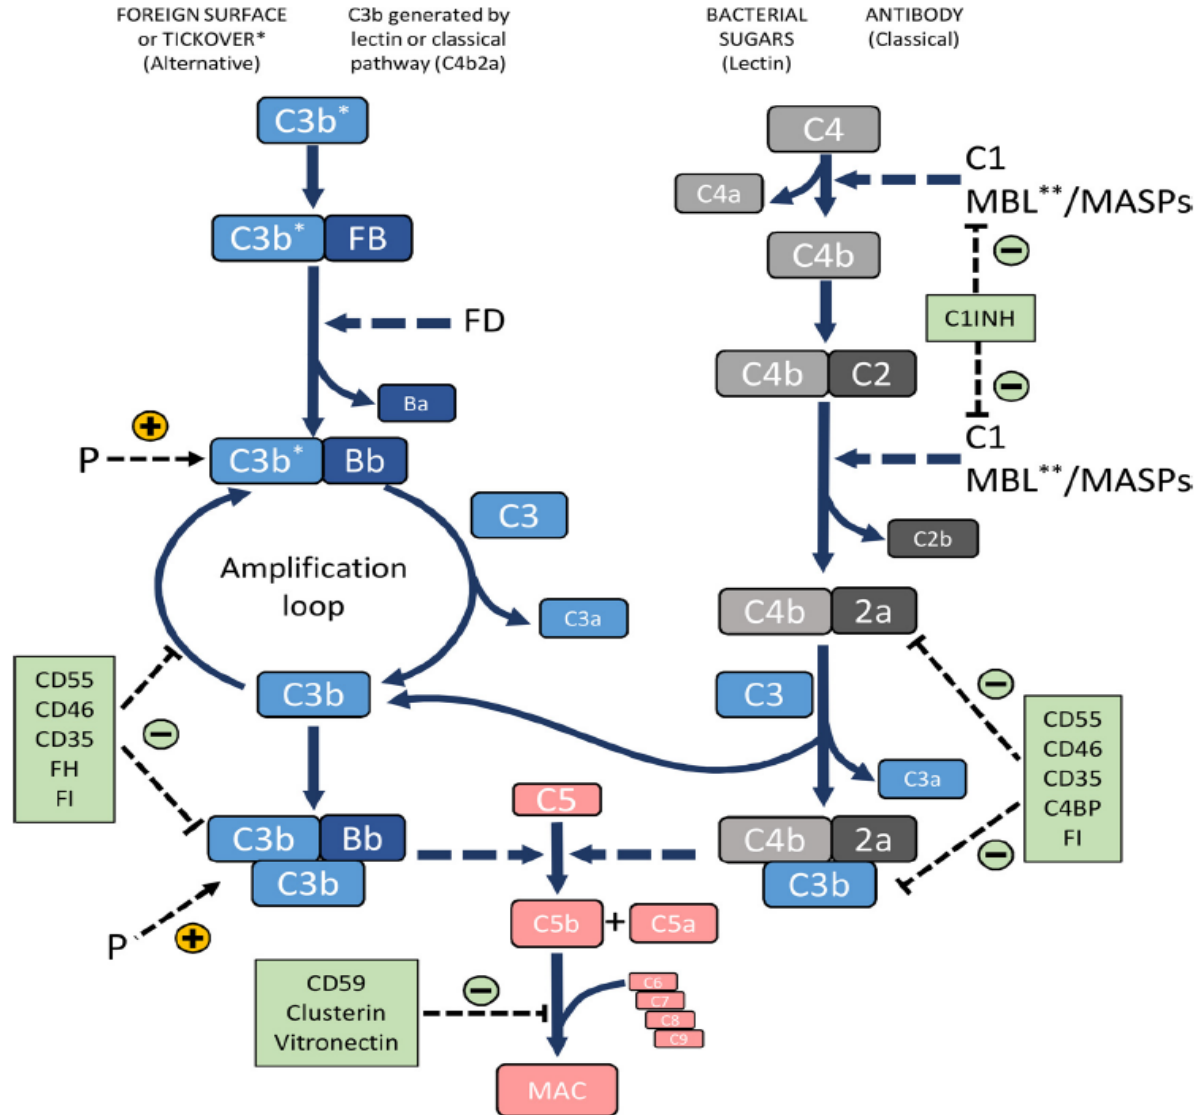 FOREIGN SURFACE
or TICKOVER*
(Alternative)
C3b generated by
lectin or classical
pathway (C4b2a)
BACTERIAL
SUGARS
(Lectin)
ANTIBODY
(Classical)
C3b*
C3b* FB
FD
Ba
P
+
C3b* Bb
C3
Amplification
loop
C3a
C3b
CD55
CD46
CD35
FH
FI
−
C3b Bb
C3b
P
+
C4
C4a
C1
MBL**/MASPs
−
C4b
C1INH
−
C4b C2
C1
MBL**/MASPs
C2b
C4b 2a
C3
−
CD55
CD46
CD35
C4BP
FI
−
C3a
C4b 2a
C3b
C5
C5b + C5a
CD59
Clusterin
Vitronectin
−
C6
C7
C8
C9
MAC